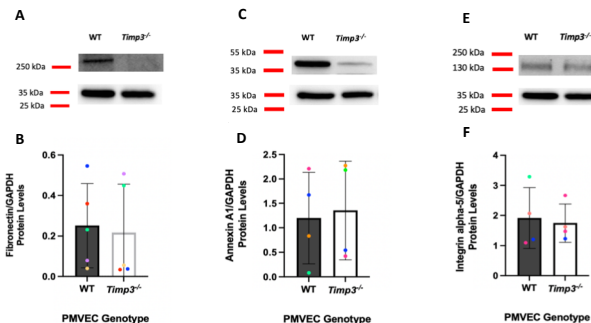 A
WT Timp3-/-
250 kDa
35 kDa
25 kDa
B
Fibronectin/GAPDH
Protein Levels
0.6
0.4
0.2
0.0
WT Timp3-/-
PMVEC Genotype
C
WT Timp3-/-
55 kDa
35 kDa
35 kDa
25 kDa
D
Annexin A1/GAPDH
Protein Levels
2.5
2.0
1.5
1.0
0.5
0.0
WT Timp3-/-
PMVEC Genotype
E
WT Timp3-/-
250 kDa
130 kDa
35 kDa
25 kDa
F
Integrin alpha-5/GAPDH
Protein Levels
5
4
3
2
1
0
WT Timp3-/-
PMVEC Genotype